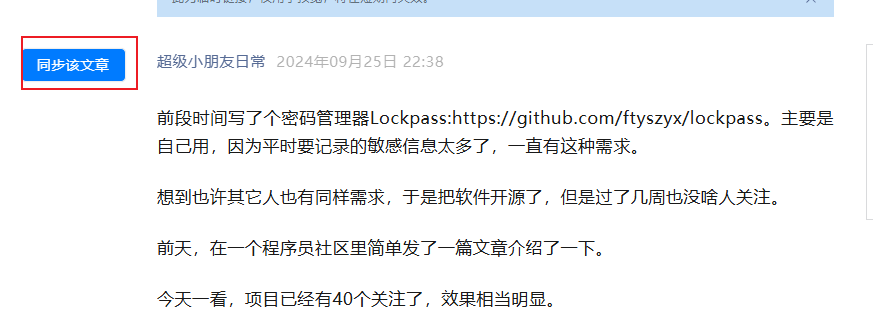 同步该文章
超级小朋友日常 2024年09月25日 22:38
前段时间写了个密码管理器Lockpass:https://github.com/ftyszyx/lockpass。主要是
自己用，因为平时要记录的敏感信息太多了，一直有这种需求。
想到也许其它人也有同样需求，于是把软件开源了，但是过了几周也没啥人关注。
前天，在一个程序员社区里简单发了一篇文章介绍了一下。
今天一看，项目已经有40个关注了，效果相当明显。